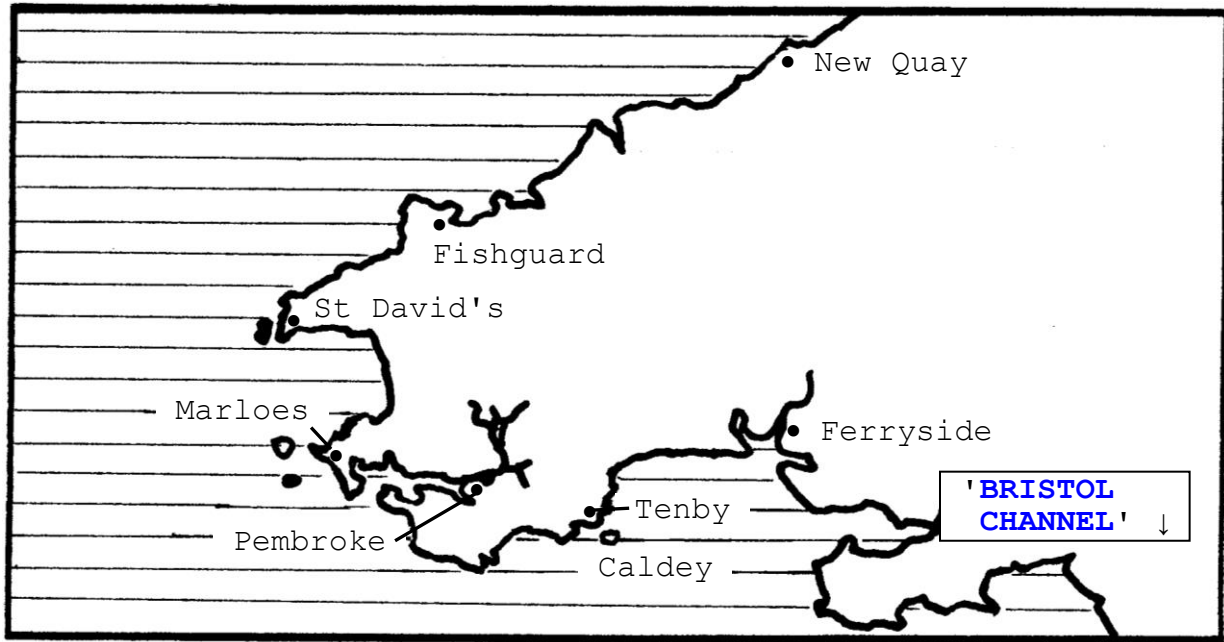 New Quay
Fishguard
St David's
Marloes
Ferryside
'BRISTOL
CHANNEL' ↓
Tenby
Pembroke
Caldey